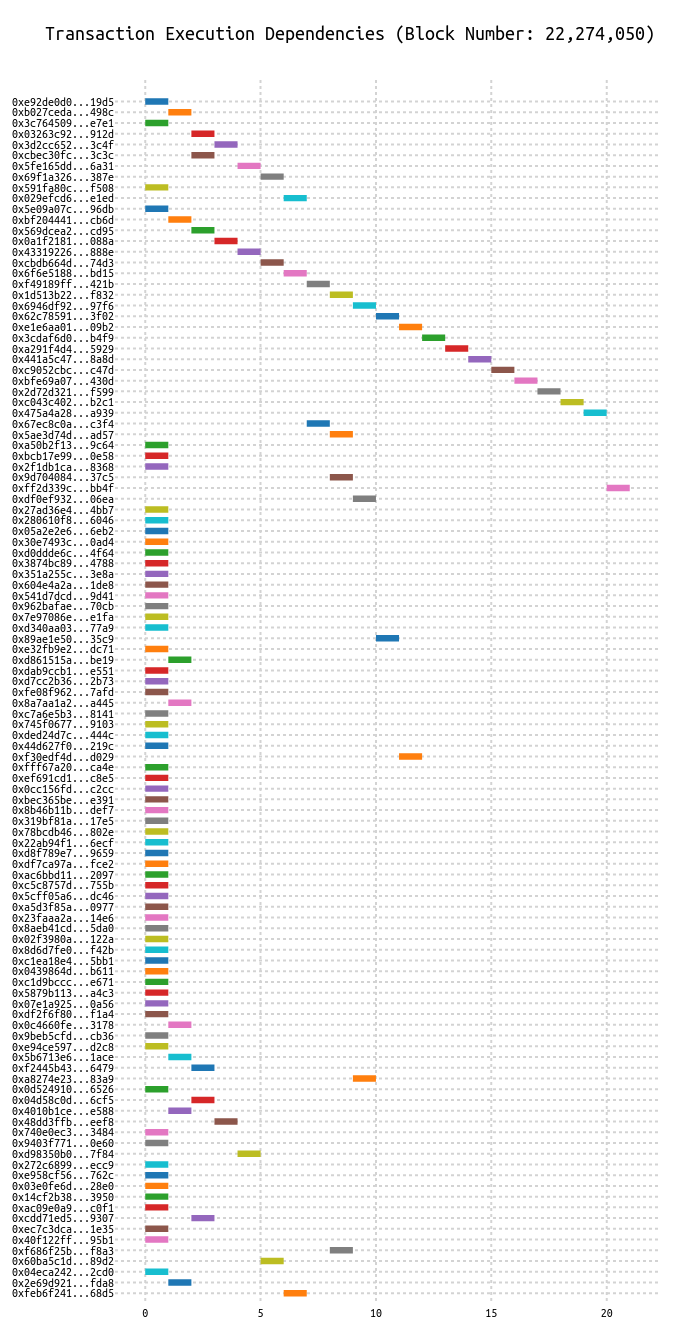 Transaction Execution Dependencies (Block Number: 22,274,050)
0xe92de0d0...19d5
0xb027ceda...498c
0x3c764509...e7e1
0x03263c92...912d
0x3d2cc652...3c4f
0xcbec30fc...3c3c
0x5fe165dd...6a31
0x69f1a326...387e
0x591fa80c...f508
0x029efcd6...e1ed
0x5e09a07c...96db
0xbf204441...cb6d
0x569dcea2...cd95
0x0a1f2181...088a
0x43319226...888e
0xcbdb664d...74d3
0x6f6e5188...bd15
0xf49189ff...421b
0x1d513b22...f832
0x6946df92...97f6
0x62c78591...3f02
0xe1e6aa01...09b2
0x3cdaf6d0...b4f9
0xa291f4d4...5929
0x441a5c47...8a8d
0xc9052cbc...c47d
0xbfe69a07...430d
0x2d72d321...f599
0xc043c402...b2c1
0x475a4a28...a939
0x67ec8c0a...c3f4
0x5ae3d74d...ad57
0xa50b2f13...9c64
0xbcb17e99...0e58
0x2f1db1ca...8368
0x9d704084...37c5
0xff2d339c...bb4f
0xdf0ef932...06ea
0x27ad36e4...4bb7
0x280610f8...6046
0x05a2e2e6...6eb2
0x30e7493c...0ad4
0xd0ddde6c...4f64
0x3874bc89...4788
0x351a255c...3e8a
0x604e4a2a...1de8
0x541d7dcd...9d41
0x962bafae...70cb
0x7e97086e...e1fa
0xd340aa03...77a9
0x89ae1e50...35c9
0xe32fb9e2...dc71
0xd861515a...be19
0xdab9ccb1...e551
0xd7cc2b36...2b73
0xfe08f962...7afd
0x8a7aa1a2...a445
0xc7a6e5b3...8141
0x745f0677...9103
0xded24d7c...444c
0x44d627f0...219c
0xf30edf4d...d029
0xfff67a20...ca4e
0xef691cd1...c8e5
0x0cc156fd...c2cc
0xbec365be...e391
0x8b46b11b...def7
0x319bf81a...17e5
0x78bcdb46...802e
0x22ab94f1...6ecf
0xd8f789e7...9659
0xdf7ca97a...fce2
0xac6bbd11...2097
0xc5c8757d...755b
0x5cff05a6...dc46
0xa5d3f85a...0977
0x23faaa2a...14e6
0x8aeb41cd...5da0
0x02f3980a...122a
0x8d6d7fe0...f42b
0xc1ea18e4...5bb1
0x0439864d...b611
0xc1d9bccc...e671
0x5879b113...a4c3
0x07e1a925...0a56
0xdf2f6f80...f1a4
0x0c4660fe...3178
0x9beb5cfd...cb36
0xe94ce597...d2c8
0x5b6713e6...1ace
0xf2445b43...6479
0xa8274e23...83a9
0x0d524910...6526
0x04d58c0d...6cf5
0x4010b1ce...e588
0x48dd3ffb...eef8
0x740e0ec3...3484
0x9403f771...0e60
0xd98350b0...7f84
0x272c6899...ecc9
0xe958cf56...762c
0x03e0fe6d...28e0
0x14cf2b38...3950
0xac09e0a9...c0f1
0xcdd71ed5...9307
0xec7c3dca...1e35
0x40f122ff...95b1
0xf686f25b...f8a3
0x60ba5c1d...89d2
0x04eca242...2cd0
0x2e69d921...fda8
0xfeb6f241...68d5
0 5 10 15 20